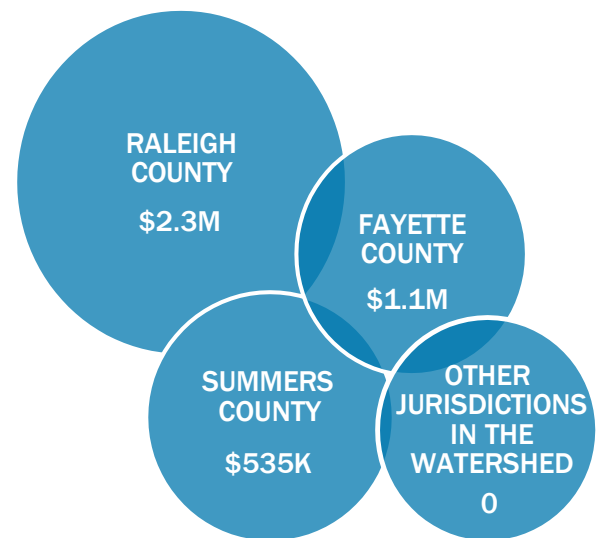 RALEIGH
COUNTY
$2.3M
FAYETTE
COUNTY
$1.1M
SUMMERS
COUNTY
$535K
OTHER
JURISDICTIONS
IN THE
WATERSHED
0